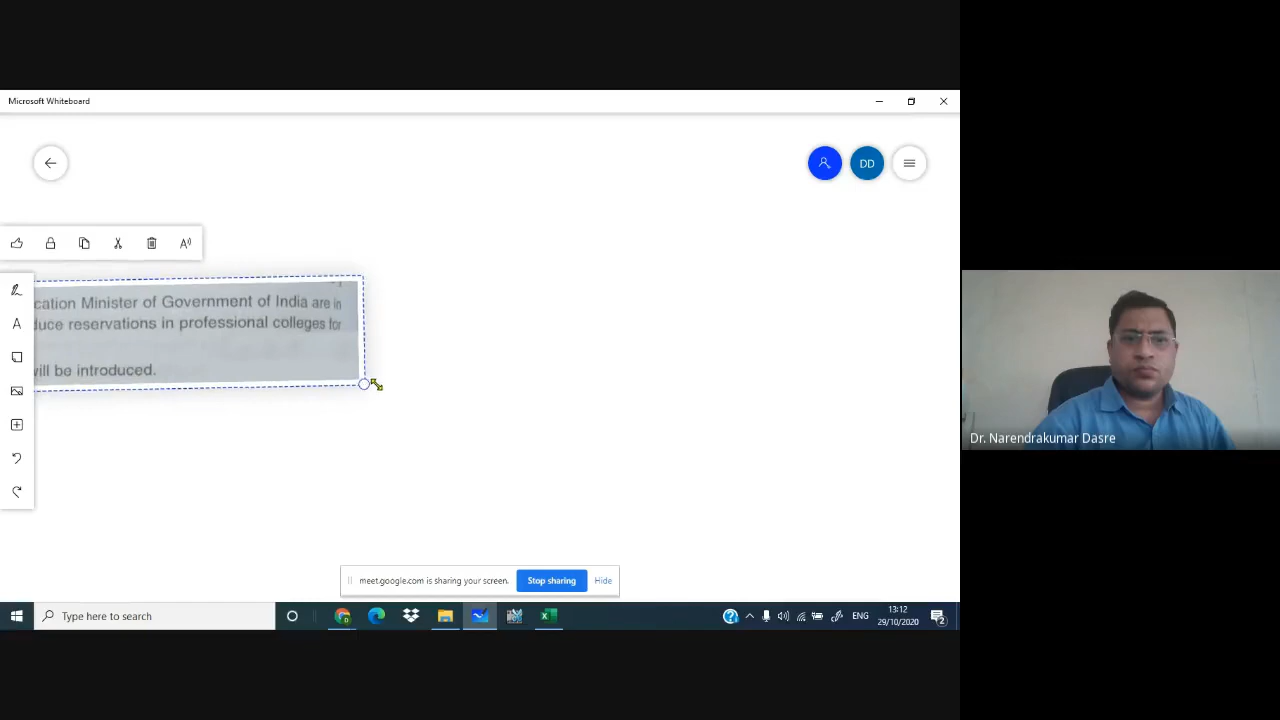 Microsoft Whiteboard
DD
cation Minister of Government of India are in
duce reservations in professional colleges for
will be introduced.
Dr. Narendrakumar Dasre
meet.google.com is sharing your screen.
Stop sharing
Hide
Type here to search
ENG
13:12
29/10/2020
2